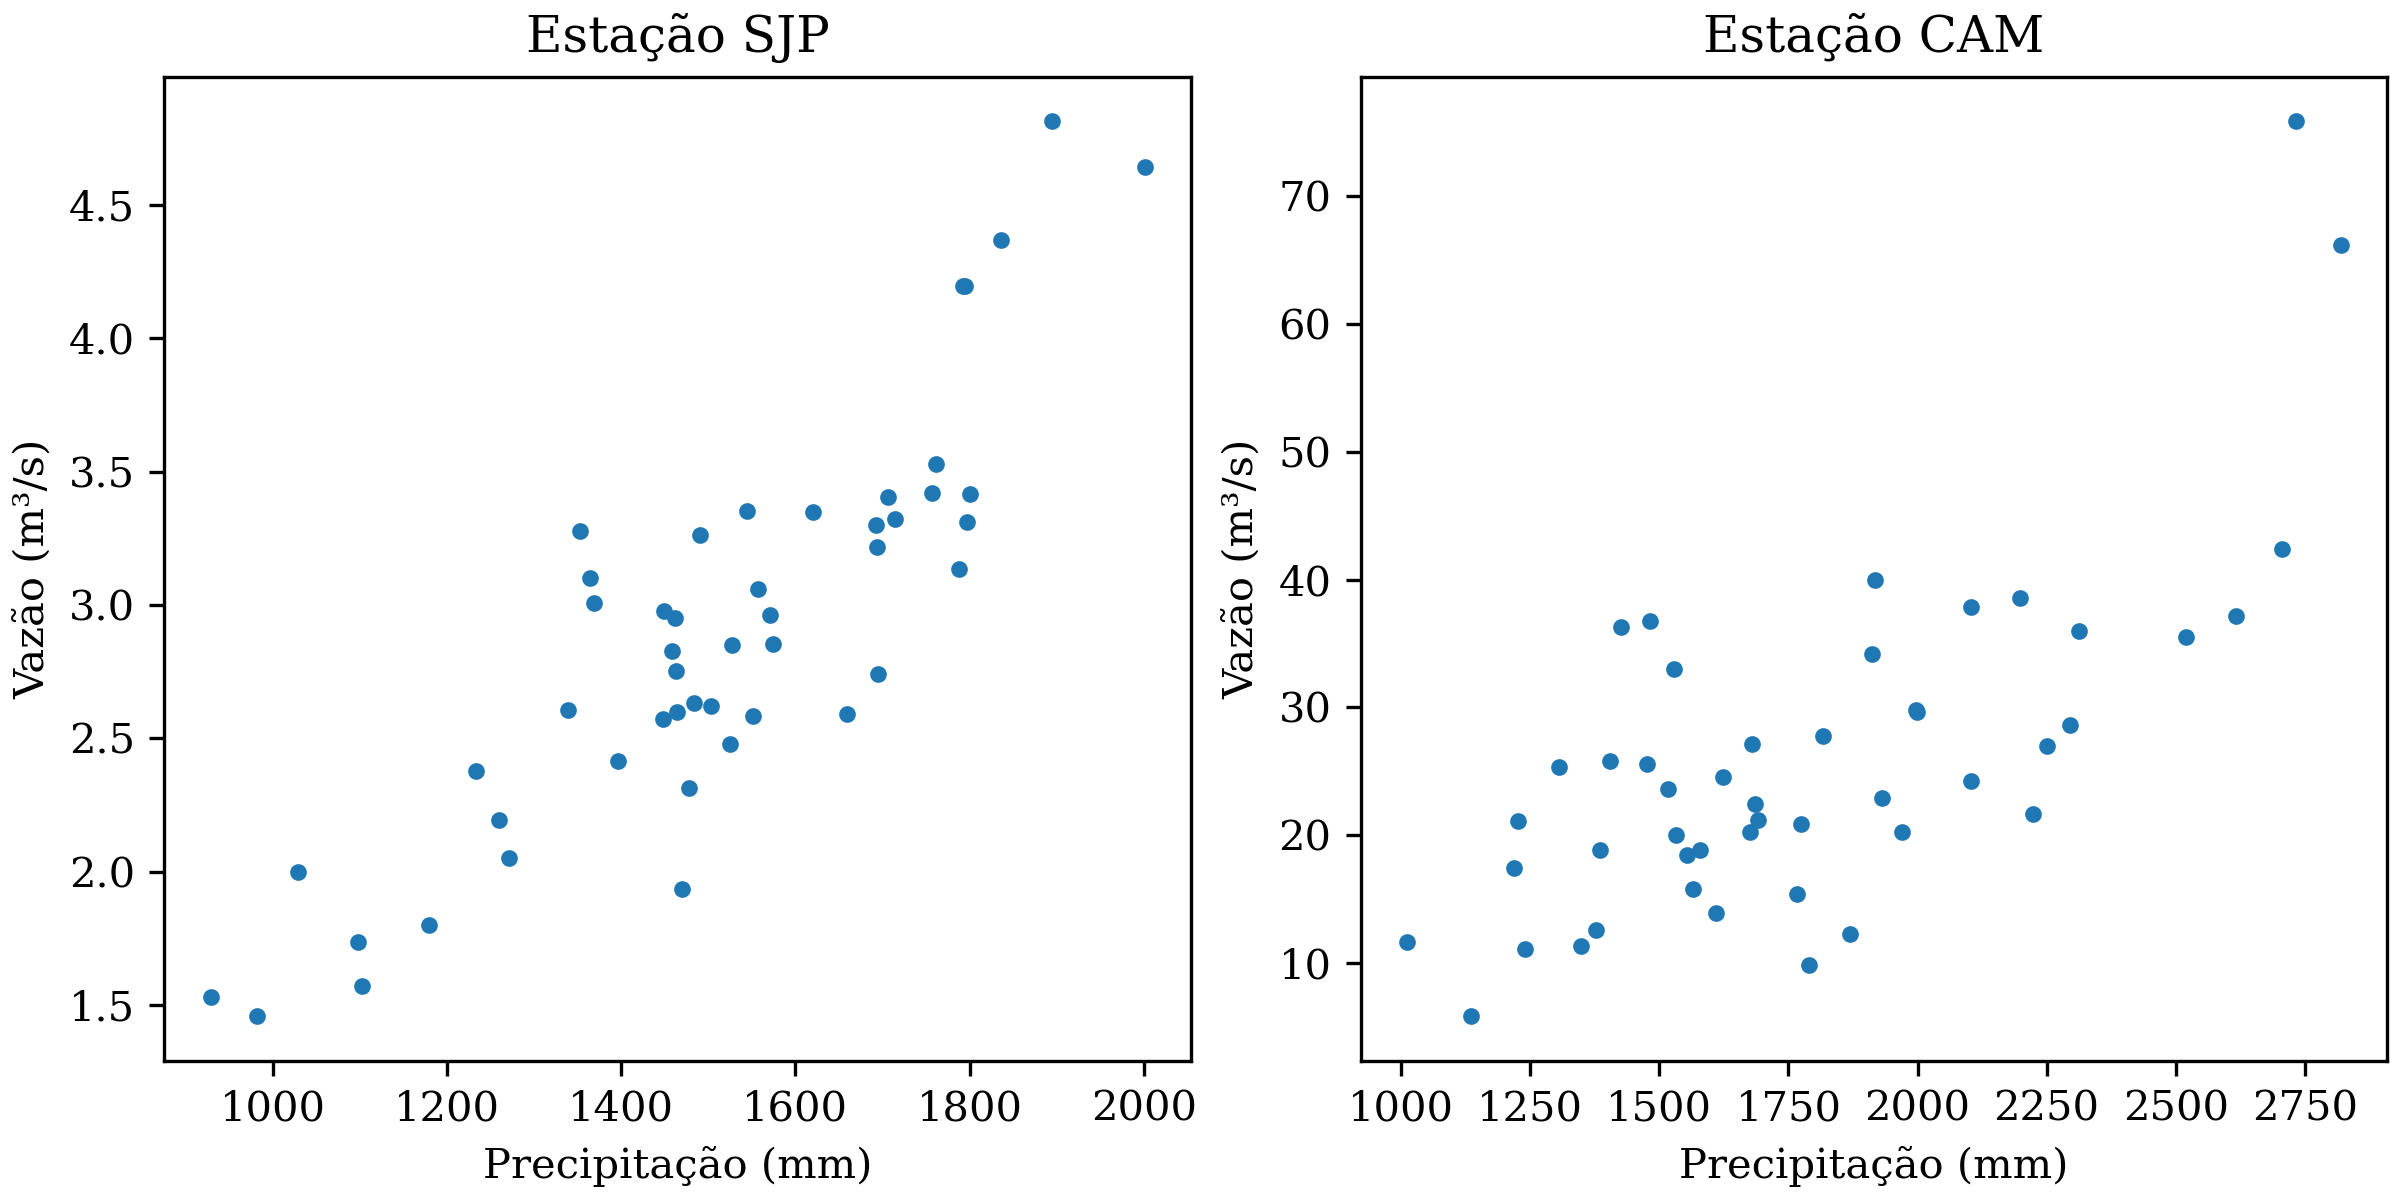 Estação SJP
Vazão (m³/s)
4.5
4.0
3.5
3.0
2.5
2.0
1.5
1000 1200 1400 1600 1800 2000
Precipitação (mm)
Estação CAM
Vazão (m³/s)
70
60
50
40
30
20
10
1000 1250 1500 1750 2000 2250 2500 2750
Precipitação (mm)